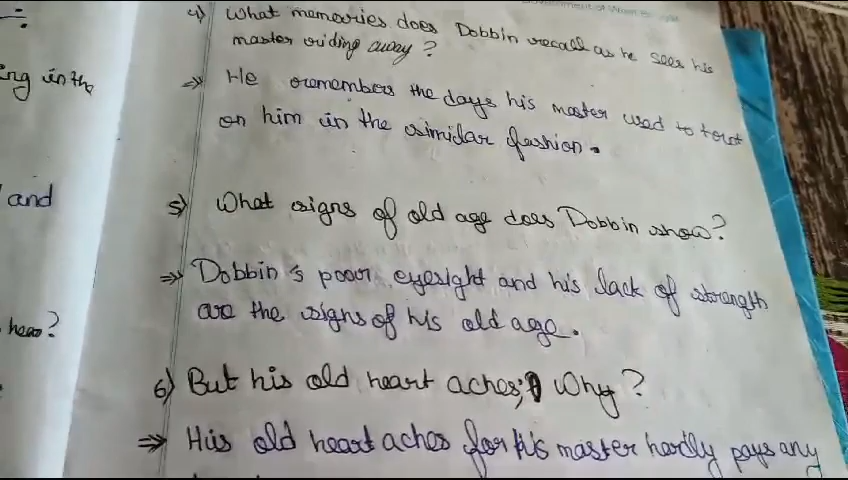 ing in the
and
hear?
4) What memories does Dobbin recall as he sees his
master riding away?
⇒ He remembers the days his master used to trot
on him in the similar fashion.
5) What signs of old age does Dobbin show?
⇒ Dobbin's poor eyesight and his lack of strength
are the signs of his old age.
6) But his old heart aches; Why?
⇒ His old heart aches for his master hardly pays any